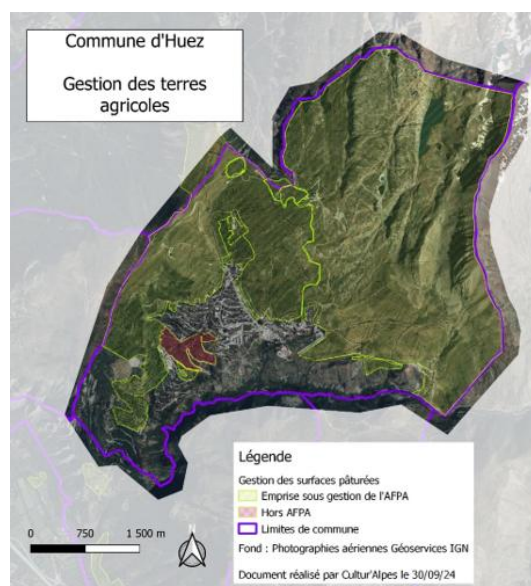 Commune d'Huez
Gestion des terres
agricoles
Légende
Gestion des surfaces pâturées
Emprise sous gestion de l'AFPA
Hors AFPA
Limites de commune
Fond : Photographies aériennes Géoservices IGN
Document réalisé par Cultur'Alpes le 30/09/24
0 750 1 500 m
N